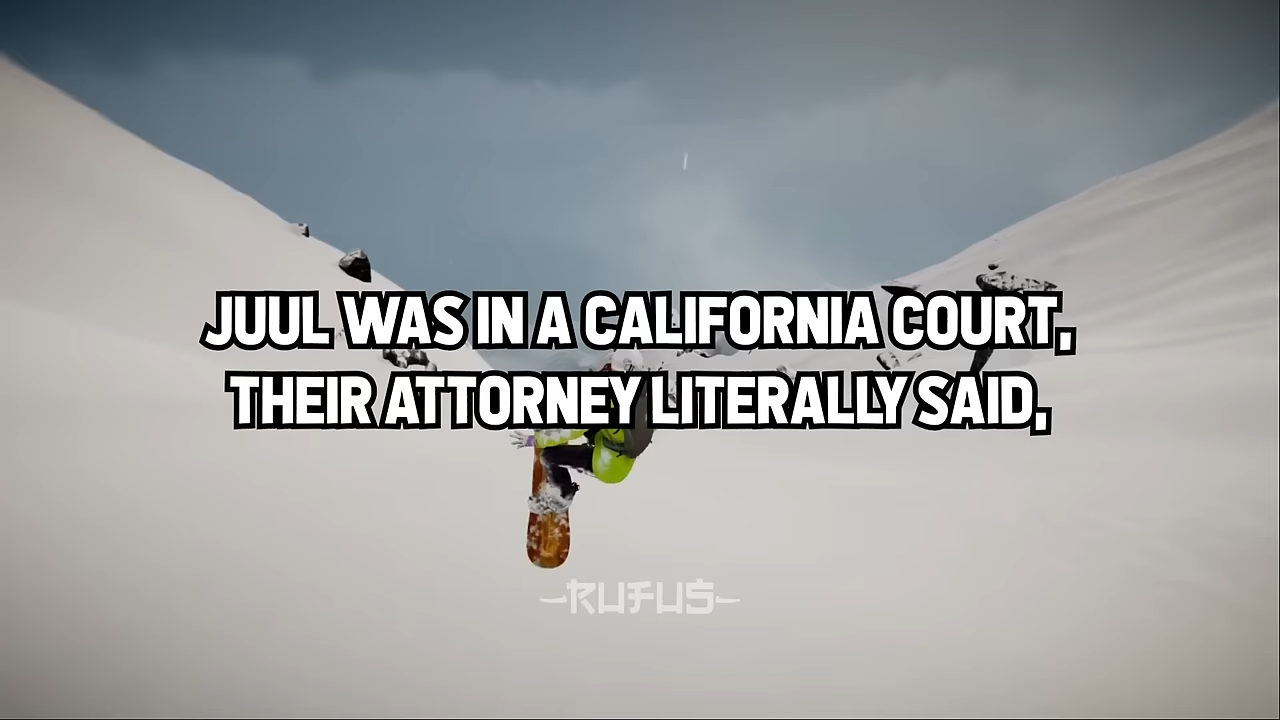 JUUL WAS IN A CALIFORNIA COURT,
THEIR ATTORNEY LITERALLY SAID,
-RUFUS-